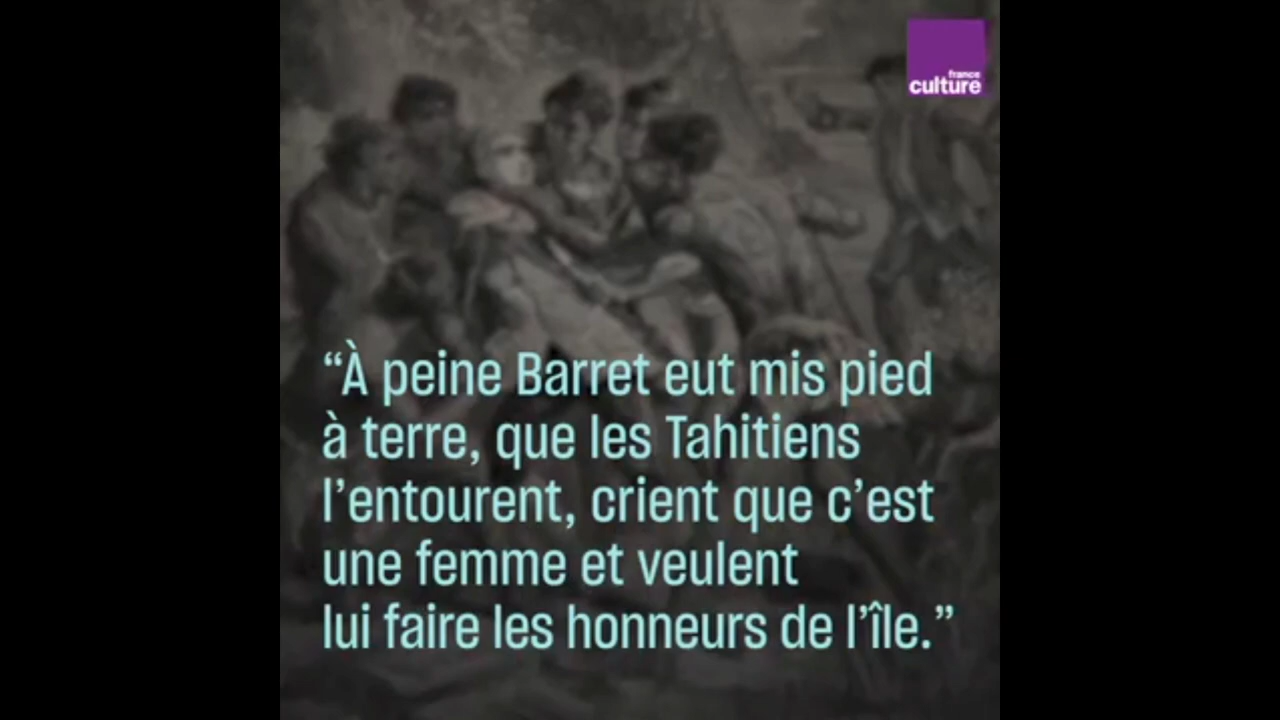 france
culture
“À peine Barret eut mis pied
à terre, que les Tahitiens
l’entourent, crient que c’est
une femme et veulent
lui faire les honneurs de l’île.”